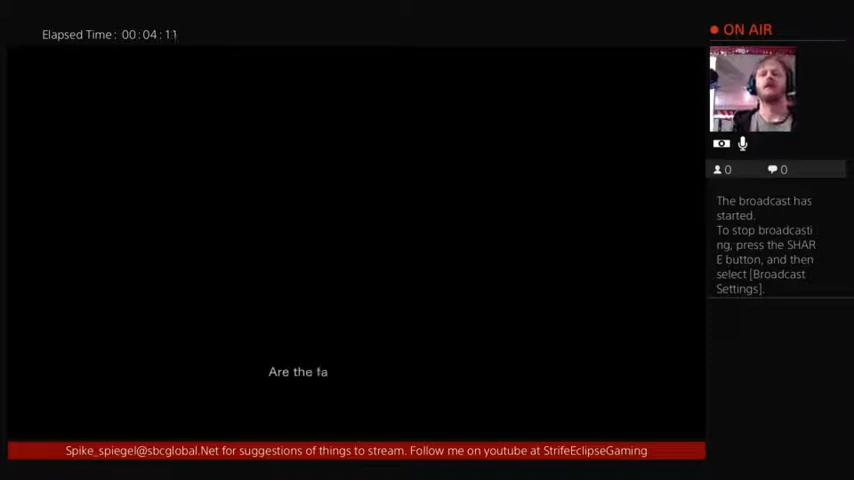 Elapsed Time: 00:04:11
ON AIR
0 0
The broadcast has
started.
To stop broadcasti
ng, press the SHAR
E button, and then
select [Broadcast
Settings].
Are the fa
Spike_spiegel@sbcglobal.Net for suggestions of things to stream. Follow me on youtube at StrifeEclipseGaming